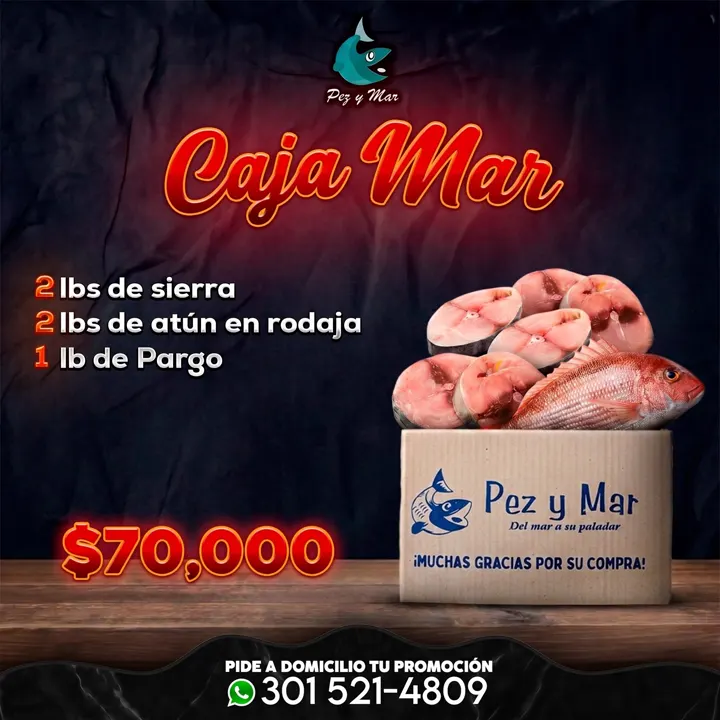 Pez y Mar
Caja Mar
2 lbs de sierra
2 lbs de atún en rodaja
1 lb de Pargo
$70,000
Pez y Mar
Del mar a su paladar
¡MUCHAS GRACIAS POR SU COMPRA!
PIDE A DOMICILIO TU PROMOCIÓN
301 521-4809